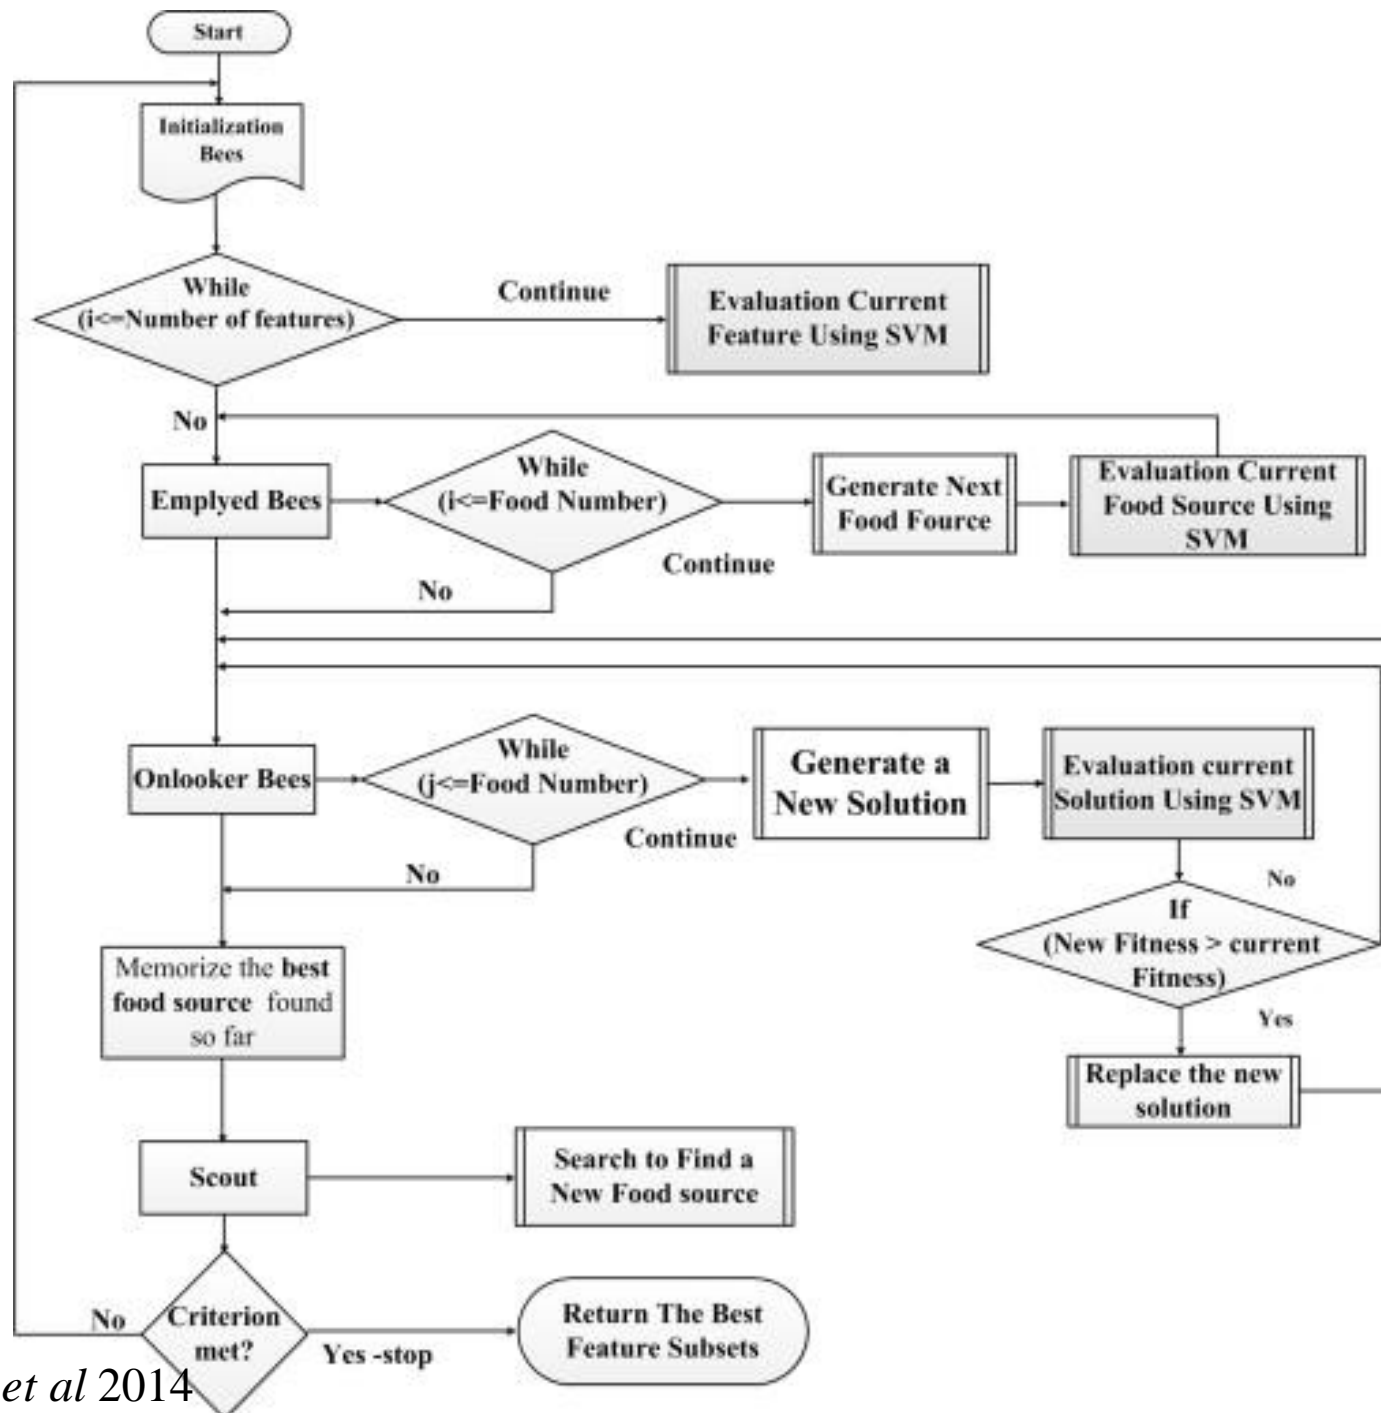 Start
Initialization
Bees
While
(i<=Number of features)
Continue
Evaluation Current
Feature Using SVM
No
Emplyed Bees
While
(i<=Food Number)
Continue
No
Generate Next
Food Fource
Evaluation Current
Food Source Using
SVM
Onlooker Bees
While
(j<=Food Number)
Continue
No
Generate a
New Solution
Evaluation current
Solution Using SVM
No
If
(New Fitness > current
Fitness)
Yes
Replace the new
solution
Memorize the best
food source found
so far
Scout
Search to Find a
New Food source
No
Criterion
met?
Yes -stop
Return The Best
Feature Subsets
et al 2014